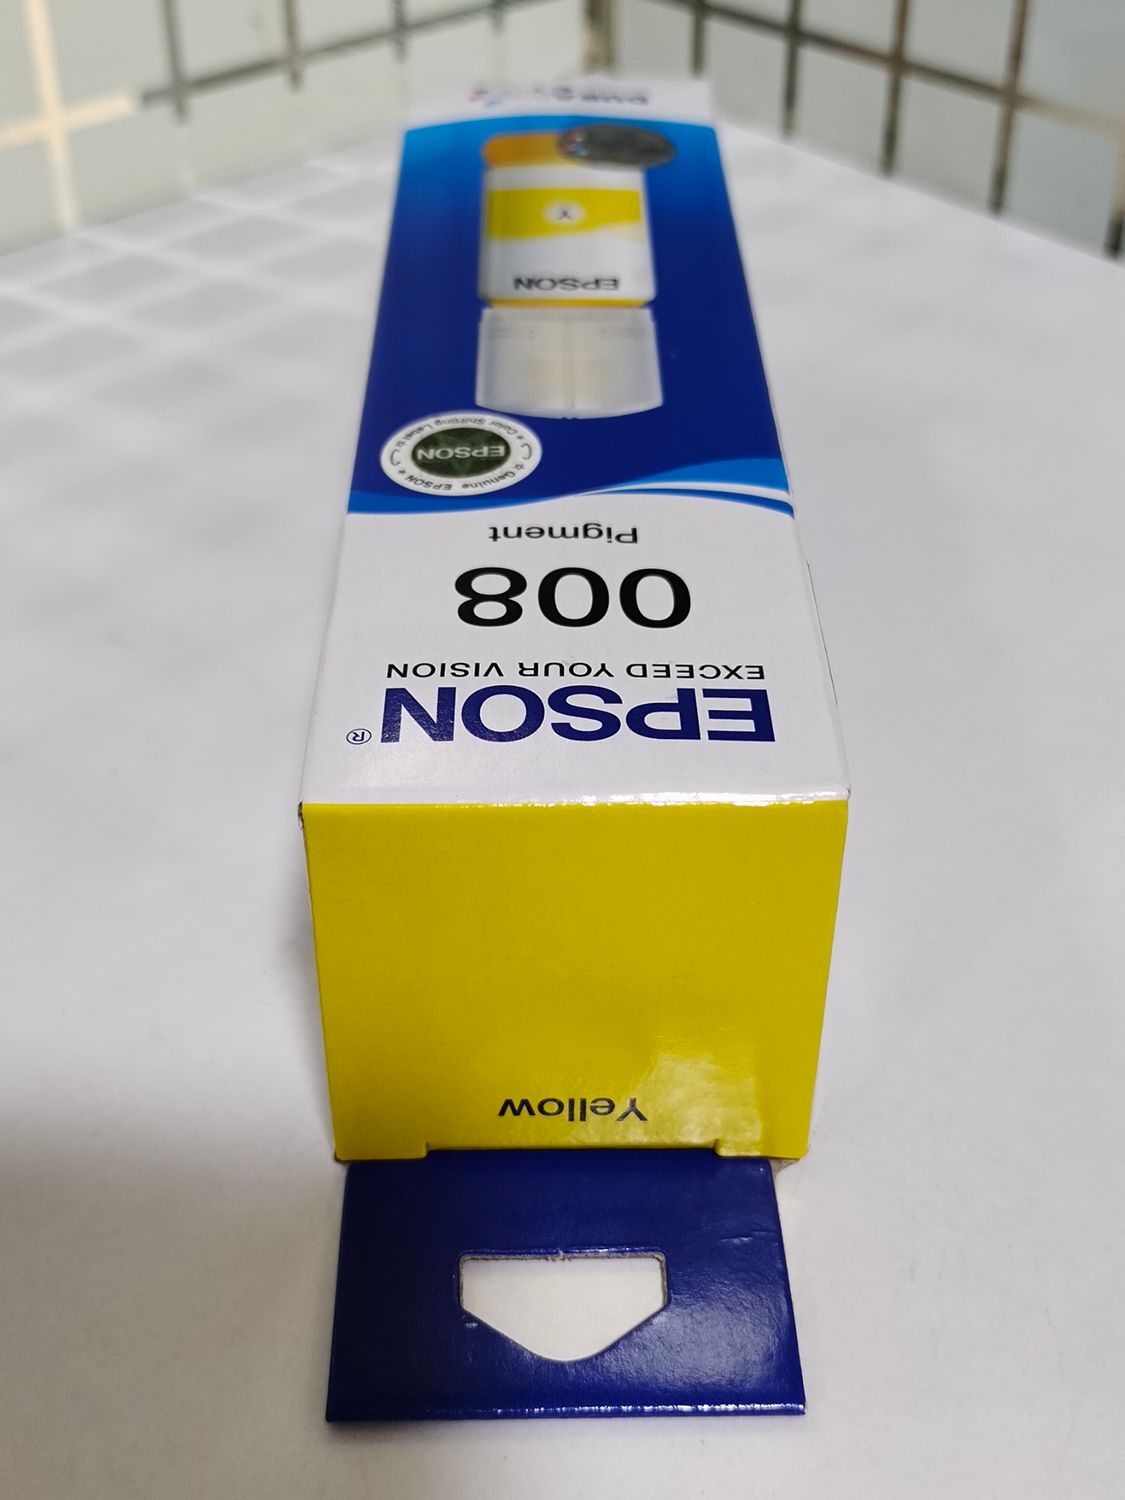 Yellow
EPSON®
EXCEED YOUR VISION
008
Pigment
☆ Genuine EPSON ☆
EPSON
☆ Color Shifting Label ☆
EPSON
Y